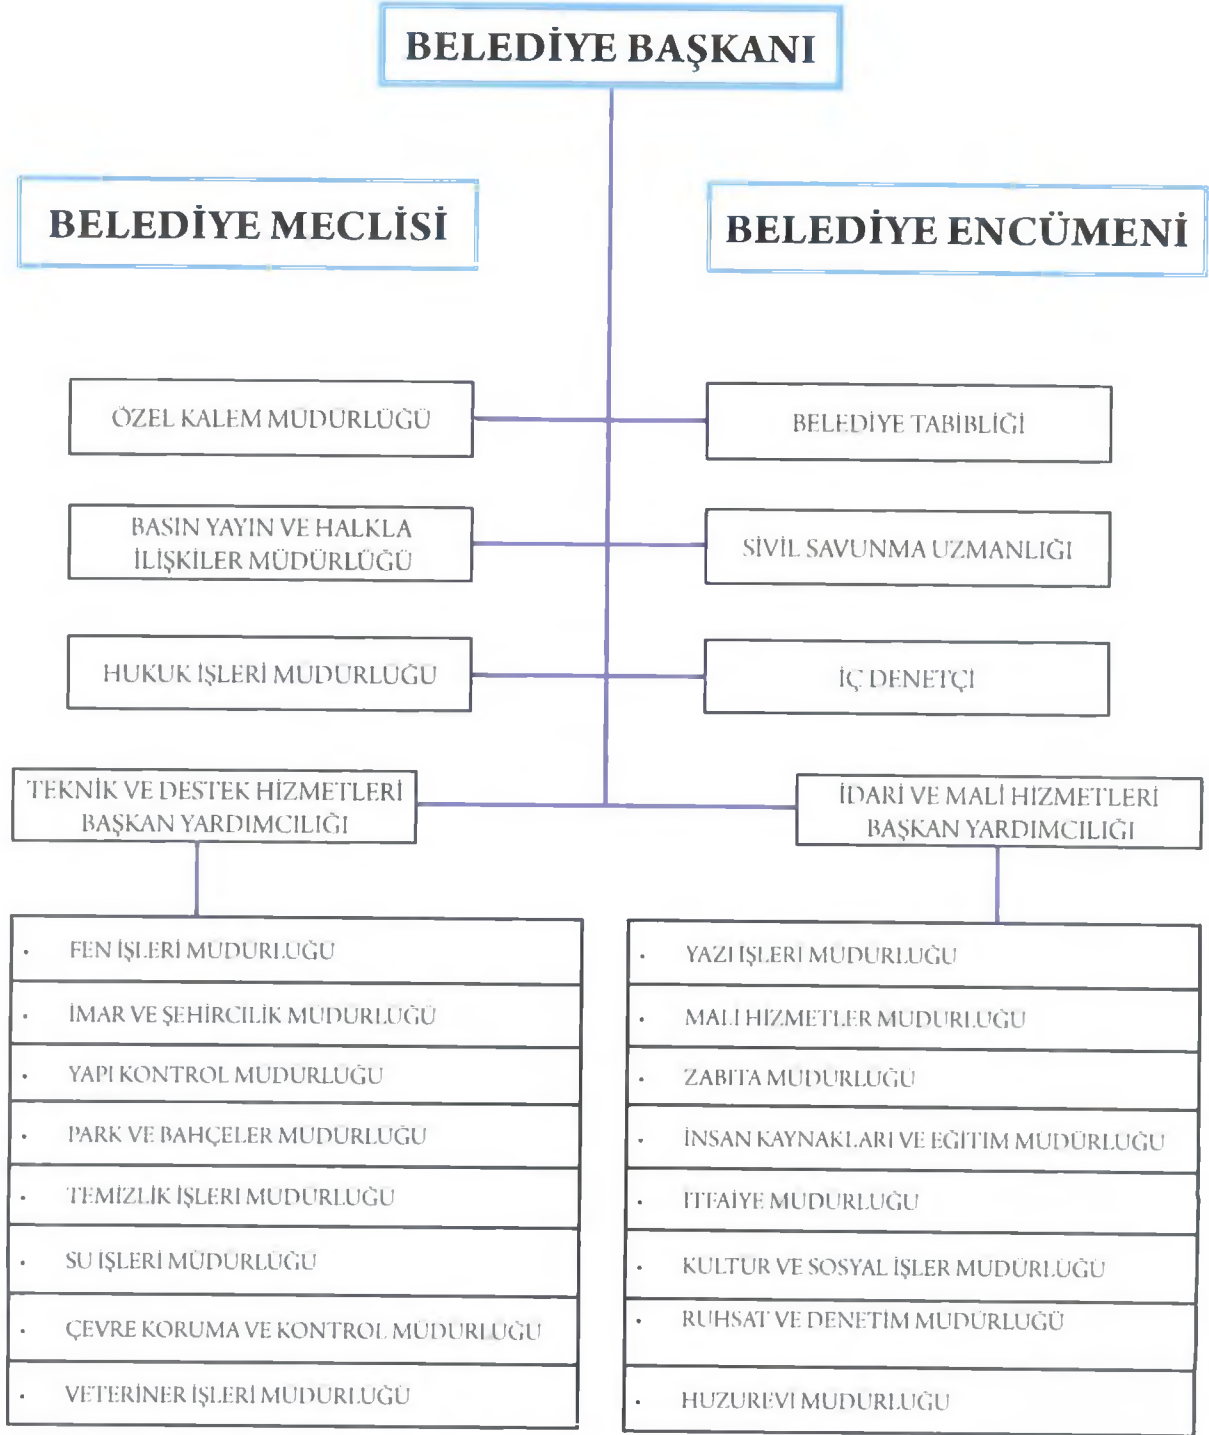 BELEDİYE BAŞKANI
BELEDİYE MECLİSİ
BELEDİYE ENCÜMENİ
ÖZEL KALEM MÜDÜRLÜĞÜ
BELEDİYE TABİBLİĞİ
BASIN YAYIN VE HALKLA
İLİŞKİLER MÜDÜRLÜĞÜ
SİVİL SAVUNMA UZMANLIĞI
HUKUK İŞLERİ MÜDÜRLÜĞÜ
İÇ DENETÇİ
TEKNİK VE DESTEK HİZMETLERİ
BAŞKAN YARDIMCILIĞI
İDARİ VE MALİ HİZMETLERİ
BAŞKAN YARDIMCILIĞI
• FEN İŞLERİ MÜDÜRLÜĞÜ
• İMAR VE ŞEHİRCİLİK MÜDÜRLÜĞÜ
• YAPI KONTROL MÜDÜRLÜĞÜ
• PARK VE BAHÇELER MÜDÜRLÜĞÜ
• TEMİZLİK İŞLERİ MÜDÜRLÜĞÜ
• SU İŞLERİ MÜDÜRLÜĞÜ
• ÇEVRE KORUMA VE KONTROL MÜDÜRLÜĞÜ
• VETERİNER İŞLERİ MÜDÜRLÜĞÜ
• YAZI İŞLERİ MÜDÜRLÜĞÜ
• MALİ HİZMETLER MÜDÜRLÜĞÜ
• ZABITA MÜDÜRLÜĞÜ
• İNSAN KAYNAKLARI VE EĞİTİM MÜDÜRLÜĞÜ
• İTFAİYE MÜDÜRLÜĞÜ
• KÜLTÜR VE SOSYAL İŞLER MÜDÜRLÜĞÜ
• RUHSAT VE DENETİM MÜDÜRLÜĞÜ
• HUZUREVİ MÜDÜRLÜĞÜ